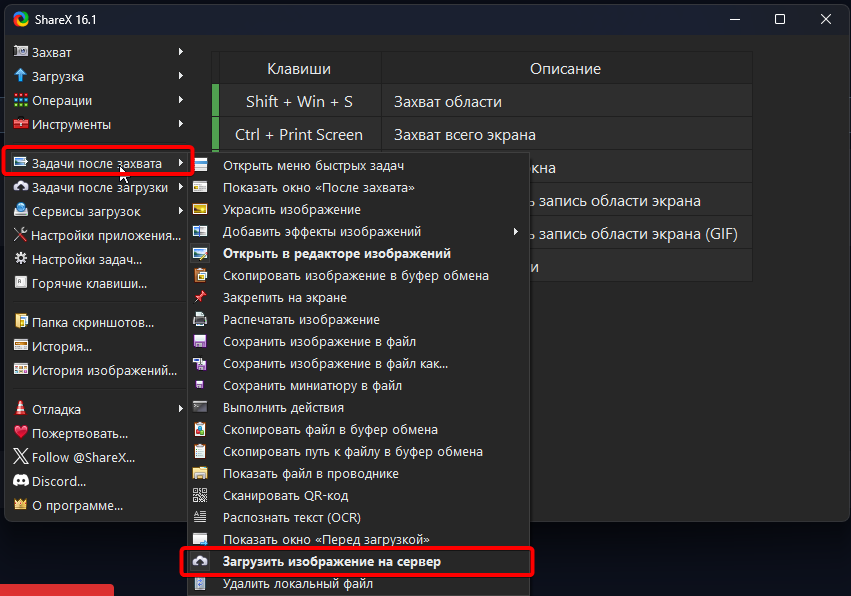 ShareX 16.1
Захват
Загрузка
Операции
Инструменты
Задачи после захвата
Задачи после загрузки
Сервисы загрузок
Настройки приложения...
Настройки задач...
Горячие клавиши...
Папка скриншотов...
История...
История изображений...
Отладка
Пожертвовать...
Follow @ShareX...
Discord...
О программе...
Клавиши Описание
Shift + Win + S Захват области
Ctrl + Print Screen Захват всего экрана
запись области экрана
запись области экрана (GIF)
Открыть меню быстрых задач
Показать окно «После захвата»
Украсить изображение
Добавить эффекты изображений
Открыть в редакторе изображений
Скопировать изображение в буфер обмена
Закрепить на экране
Распечатать изображение
Сохранить изображение в файл
Сохранить изображение в файл как...
Сохранить миниатюру в файл
Выполнить действия
Скопировать файл в буфер обмена
Скопировать путь к файлу в буфер обмена
Показать файл в проводнике
Сканировать QR-код
Распознать текст (OCR)
Показать окно «Перед загрузкой»
Загрузить изображение на сервер
Удалить локальный файл